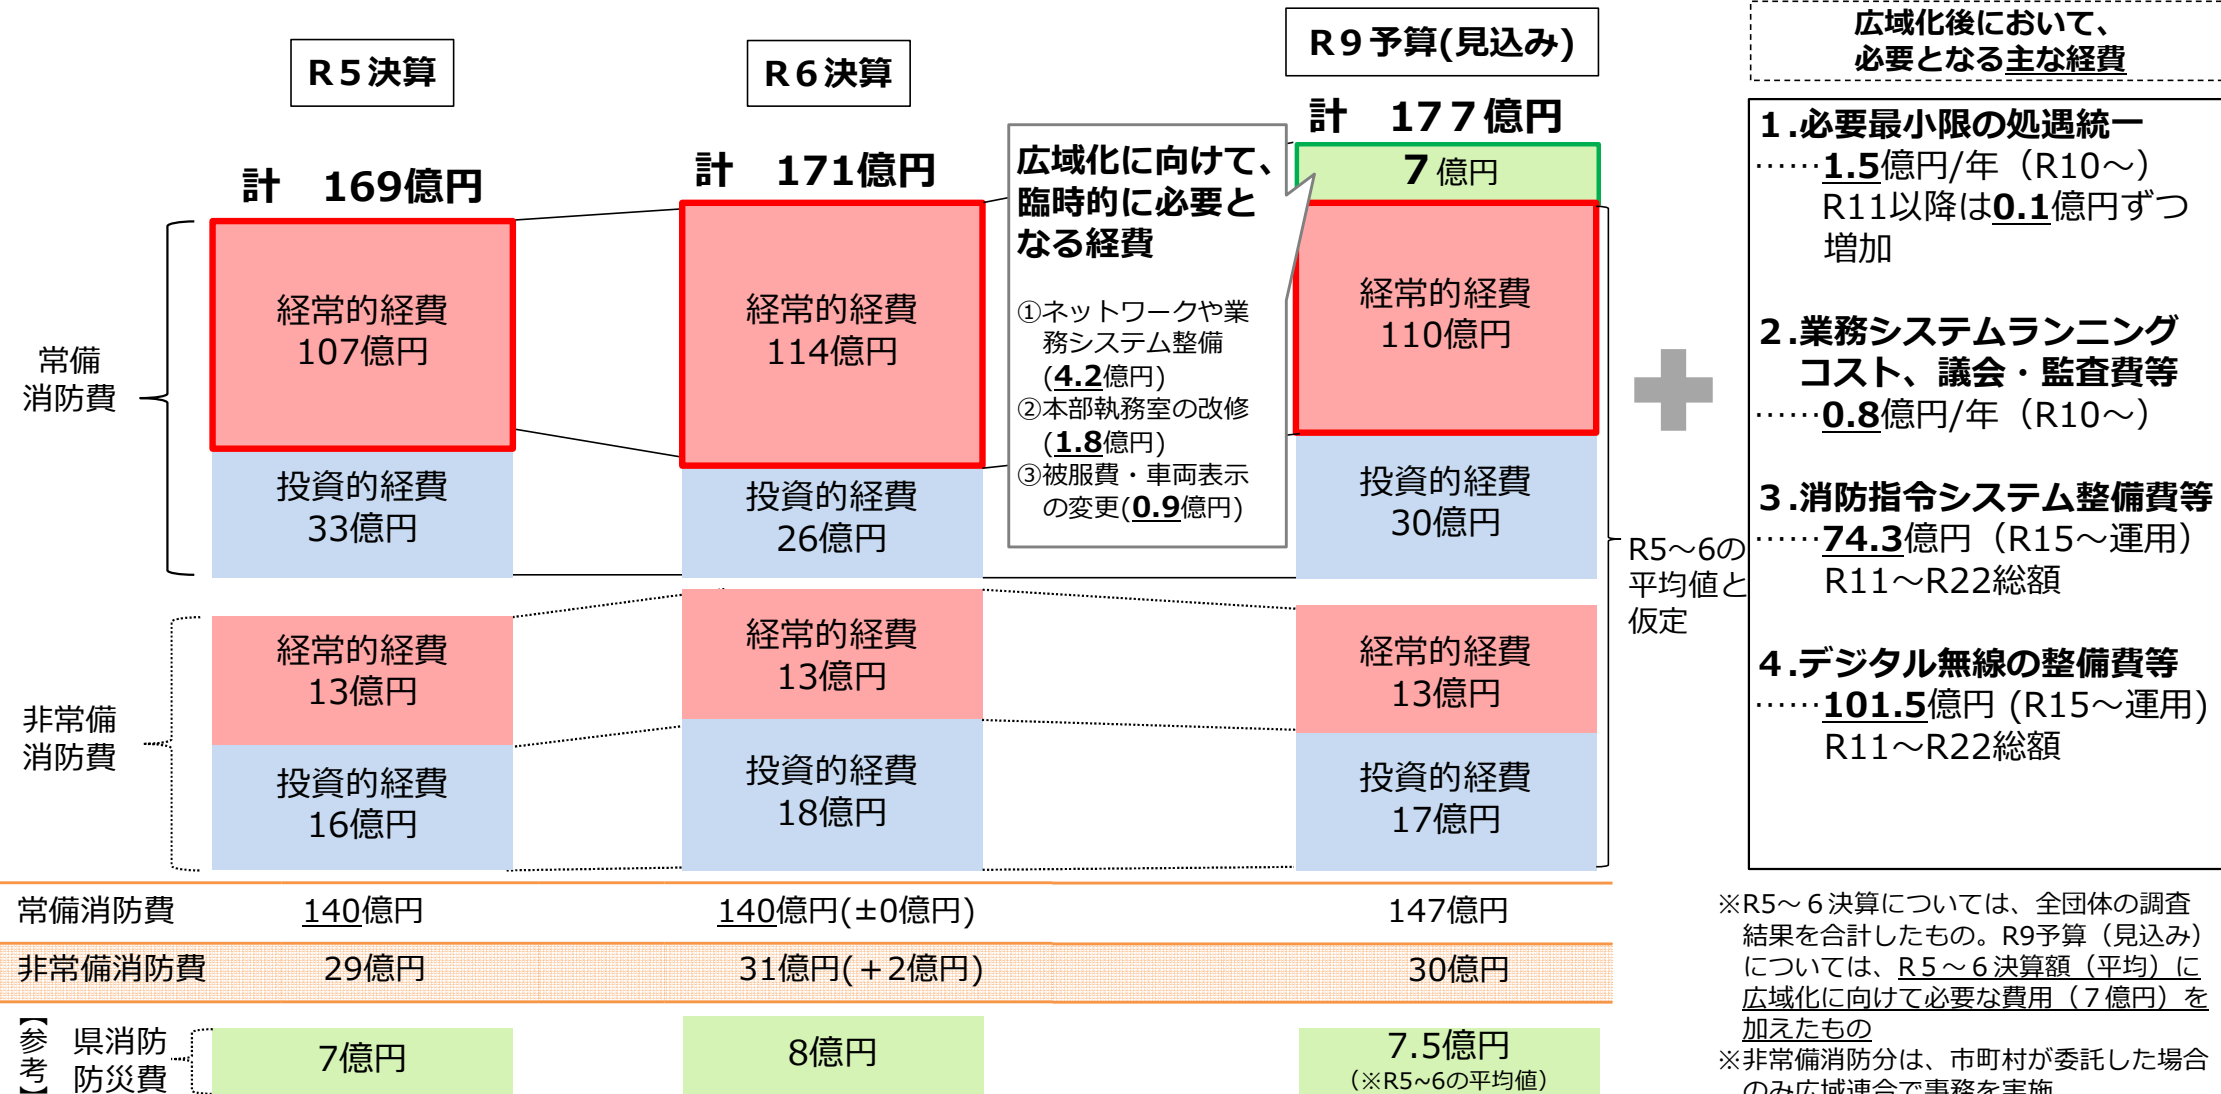 R5決算
計 169億円
常備
消防費
経常的経費
107億円
投資的経費
33億円
非常備
消防費
経常的経費
13億円
投資的経費
16億円
R6決算
計 171億円
経常的経費
114億円
投資的経費
26億円
経常的経費
13億円
投資的経費
18億円
広域化に向けて、
臨時的に必要と
なる経費
①ネットワークや業
務システム整備
(4.2億円)
②本部執務室の改修
(1.8億円)
③被服費・車両表示
の変更(0.9億円)
R9予算(見込み)
計 177億円
7億円
経常的経費
110億円
投資的経費
30億円
経常的経費
13億円
投資的経費
17億円
R5～6の
平均値と
仮定
広域化後において、
必要となる主な経費
1.必要最小限の処遇統一
……1.5億円/年（R10～）
R11以降は0.1億円ずつ
増加
2.業務システムランニング
コスト、議会・監査費等
……0.8億円/年（R10～）
3.消防指令システム整備費等
……74.3億円（R15～運用）
R11～R22総額
4.デジタル無線の整備費等
……101.5億円 (R15～運用)
R11～R22総額
常備消防費 140億円 140億円(±0億円) 147億円
非常備消防費 29億円 31億円(＋2億円) 30億円
【参考】
県消防
防災費
7億円
8億円
7.5億円
（※R5~6の平均値）
※R5～6決算については、全団体の調査
結果を合計したもの。R9予算（見込み）
については、R5～6決算額（平均）に
広域化に向けて必要な費用（7億円）を
加えたもの
※非常備消防分は、市町村が委託した場合
のみ広域連合で事務を実施